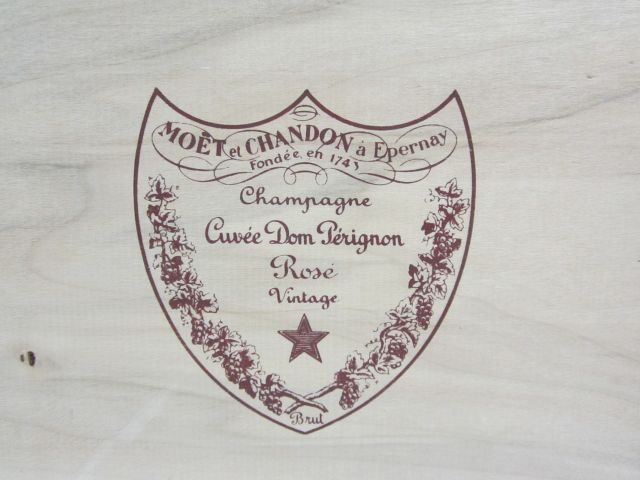 MOËT et CHANDON à Epernay
Fondée en 1743
Champagne
Cuvée Dom Pérignon
Rosé
Vintage
Brut